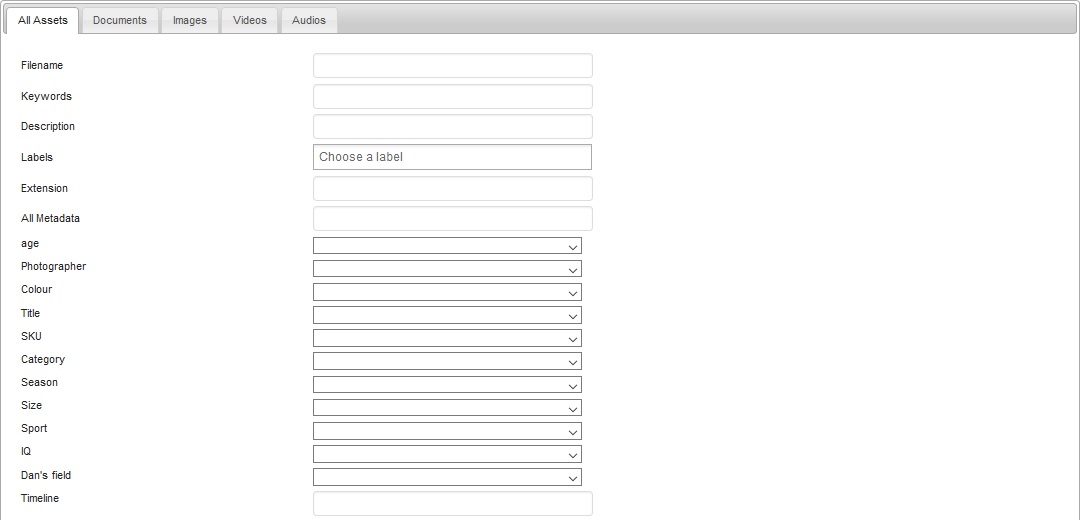 All Assets Documents Images Videos Audios
Filename
Keywords
Description
Labels Choose a label
Extension
All Metadata
age
Photographer
Colour
Title
SKU
Category
Season
Size
Sport
IQ
Dan's field
Timeline